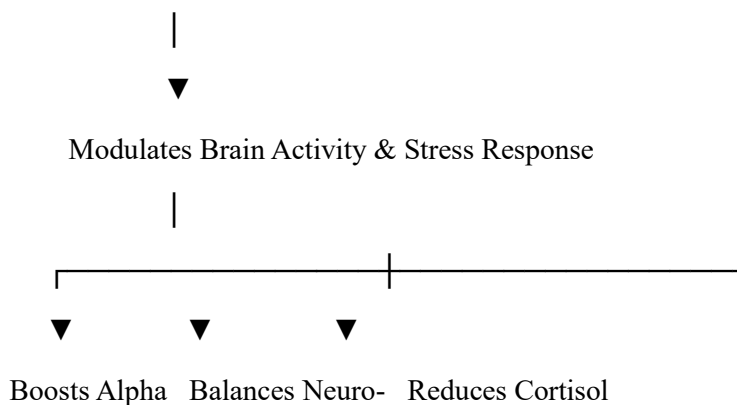 Modulates Brain Activity & Stress Response
Boosts Alpha Balances Neuro- Reduces Cortisol